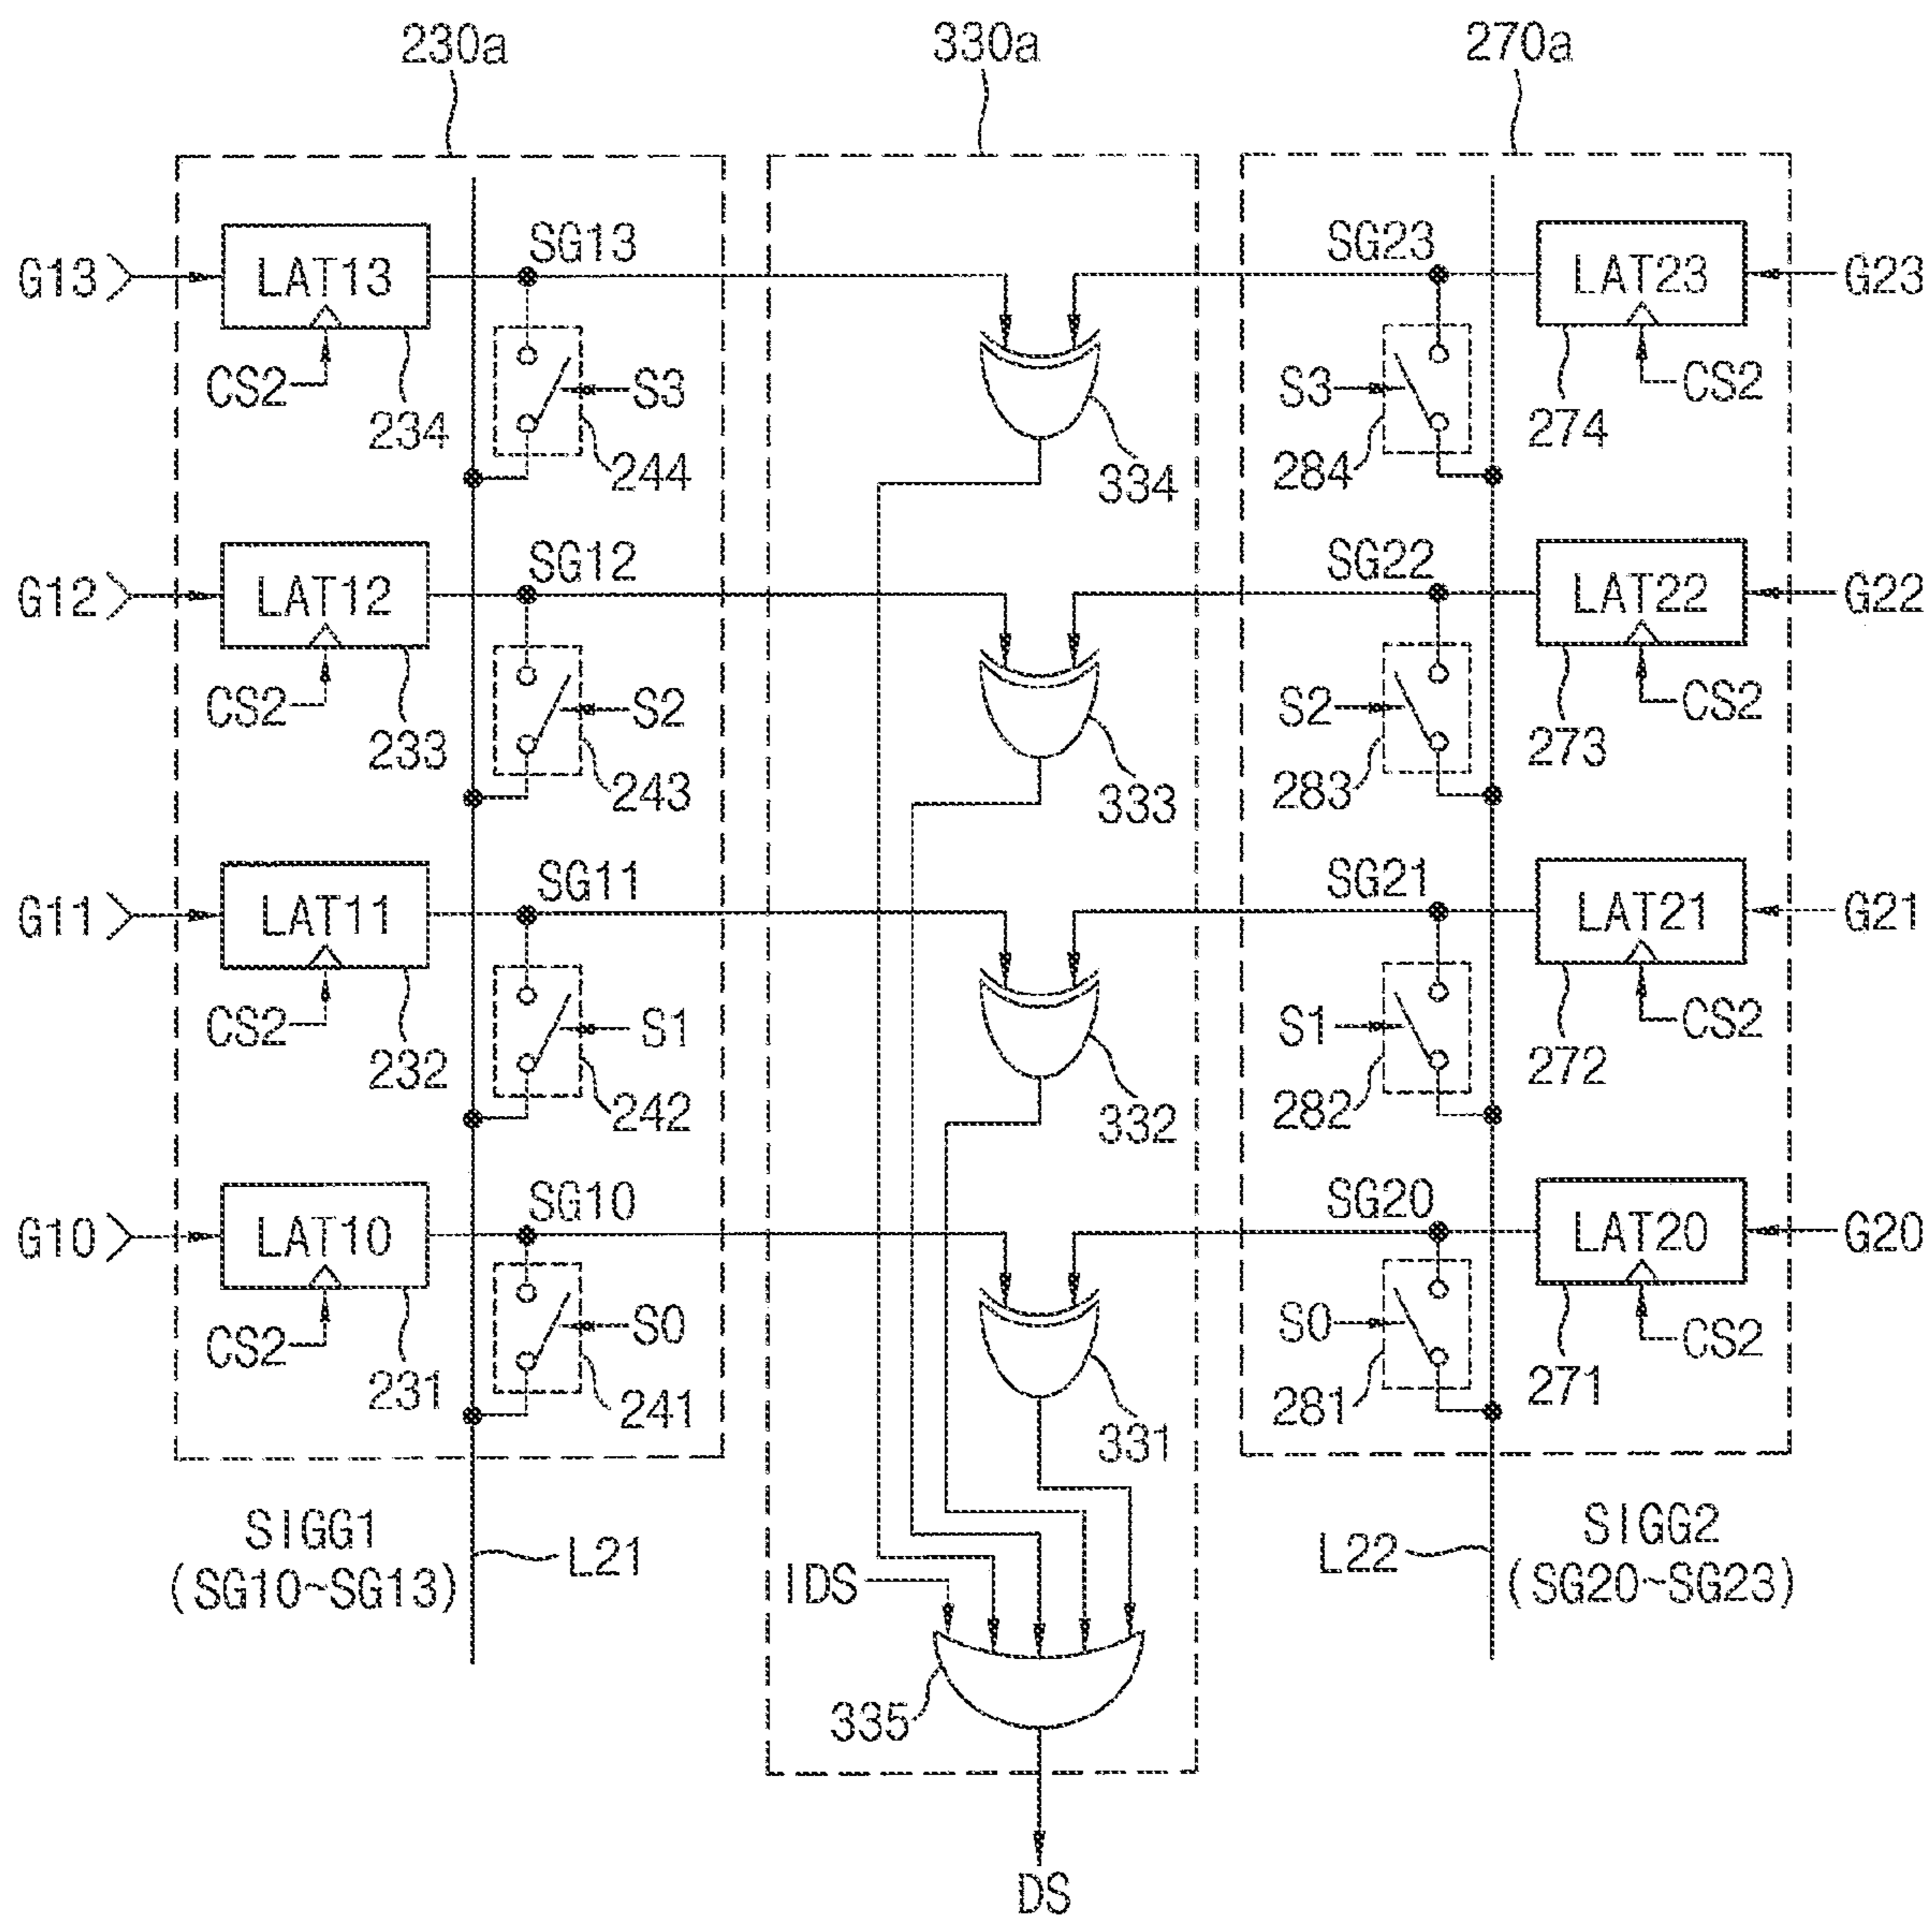 230a 330a 270a
SG13 SG23
G13 LAT13 LAT23 G23
CS2 S3 S3 CS2
234 244 334 284 274
SG12 SG22
G12 LAT12 LAT22 G22
CS2 S2 S2 CS2
233 243 333 283 273
SG11 SG21
G11 LAT11 LAT21 G21
CS2 S1 S1 CS2
232 242 332 282 272
SG10 SG20
G10 LAT10 LAT20 G20
CS2 S0 S0 CS2
231 241 331 281 271
SIGG1 L21 L22 SIGG2
(SG10~SG13) IDS (SG20~SG23)
335
DS